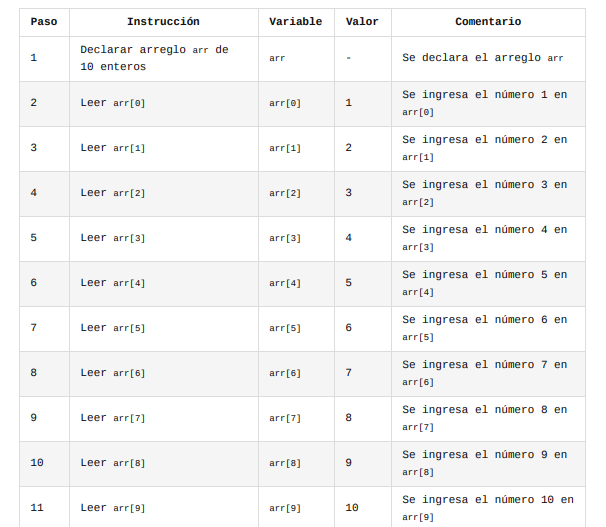 Paso Instrucción Variable Valor Comentario
1 Declarar arreglo arr de 10 enteros arr - Se declara el arreglo arr
2 Leer arr[0] arr[0] 1 Se ingresa el número 1 en arr[0]
3 Leer arr[1] arr[1] 2 Se ingresa el número 2 en arr[1]
4 Leer arr[2] arr[2] 3 Se ingresa el número 3 en arr[2]
5 Leer arr[3] arr[3] 4 Se ingresa el número 4 en arr[3]
6 Leer arr[4] arr[4] 5 Se ingresa el número 5 en arr[4]
7 Leer arr[5] arr[5] 6 Se ingresa el número 6 en arr[5]
8 Leer arr[6] arr[6] 7 Se ingresa el número 7 en arr[6]
9 Leer arr[7] arr[7] 8 Se ingresa el número 8 en arr[7]
10 Leer arr[8] arr[8] 9 Se ingresa el número 9 en arr[8]
11 Leer arr[9] arr[9] 10 Se ingresa el número 10 en arr[9]